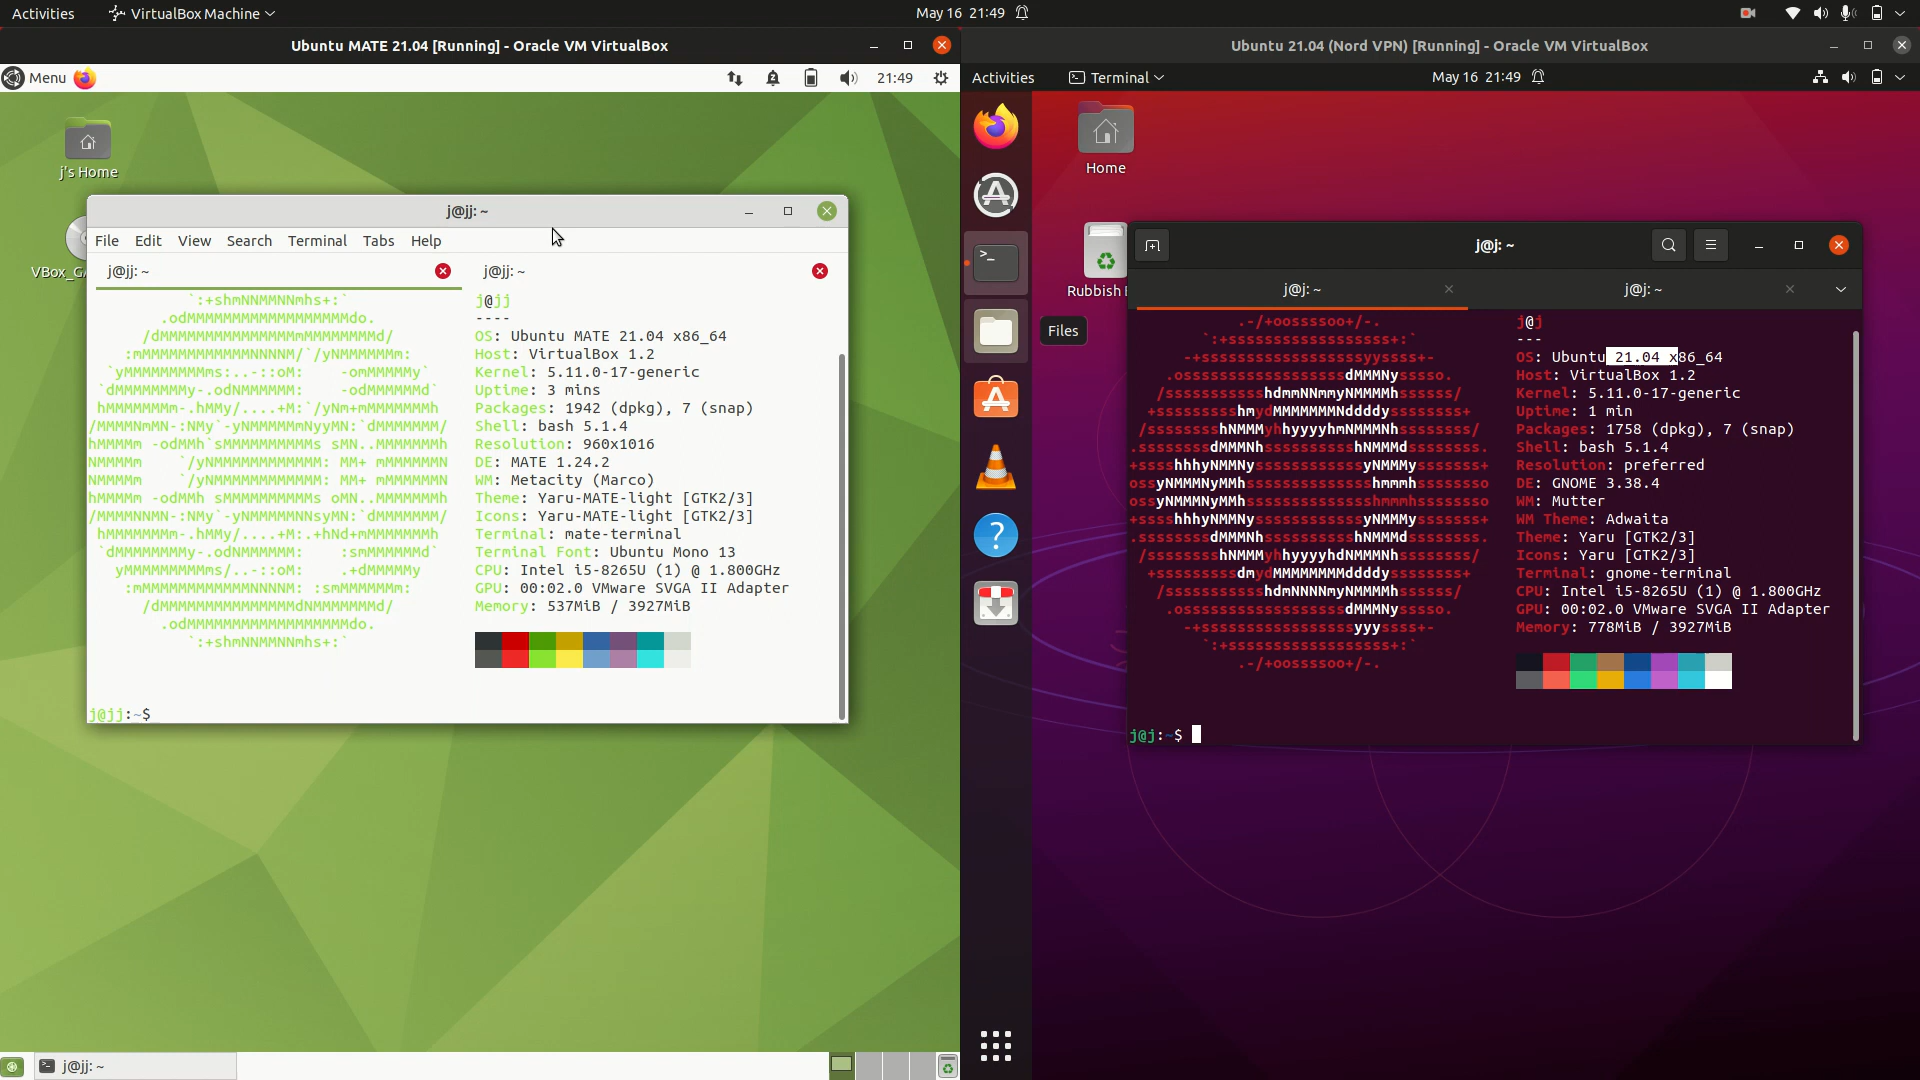 Activities
VirtualBox Machine
May 16 21:49
Ubuntu MATE 21.04 [Running] - Oracle VM VirtualBox
Menu
21:49
j's Home
VBox_GA
j@jj: ~
File Edit View Search Terminal Tabs Help
j@jj: ~
j@jj: ~
j@jj
----
OS: Ubuntu MATE 21.04 x86_64
Host: VirtualBox 1.2
Kernel: 5.11.0-17-generic
Uptime: 3 mins
Packages: 1942 (dpkg), 7 (snap)
Shell: bash 5.1.4
Resolution: 960x1016
DE: MATE 1.24.2
WM: Metacity (Marco)
Theme: Yaru-MATE-light [GTK2/3]
Icons: Yaru-MATE-light [GTK2/3]
Terminal: mate-terminal
Terminal Font: Ubuntu Mono 13
CPU: Intel i5-8265U (1) @ 1.800GHz
GPU: 00:02.0 VMware SVGA II Adapter
Memory: 537MiB / 3927MiB
j@jj:~$
j@jj: ~
Ubuntu 21.04 (Nord VPN) [Running] - Oracle VM VirtualBox
Activities
Terminal
May 16 21:49
Home
Rubbish
Files
j@j: ~
j@j: ~
j@j: ~
j@j
---
OS: Ubuntu 21.04 x86_64
Host: VirtualBox 1.2
Kernel: 5.11.0-17-generic
Uptime: 1 min
Packages: 1758 (dpkg), 7 (snap)
Shell: bash 5.1.4
Resolution: preferred
DE: GNOME 3.38.4
WM: Mutter
WM Theme: Adwaita
Theme: Yaru [GTK2/3]
Icons: Yaru [GTK2/3]
Terminal: gnome-terminal
CPU: Intel i5-8265U (1) @ 1.800GHz
GPU: 00:02.0 VMware SVGA II Adapter
Memory: 778MiB / 3927MiB
j@j:~$